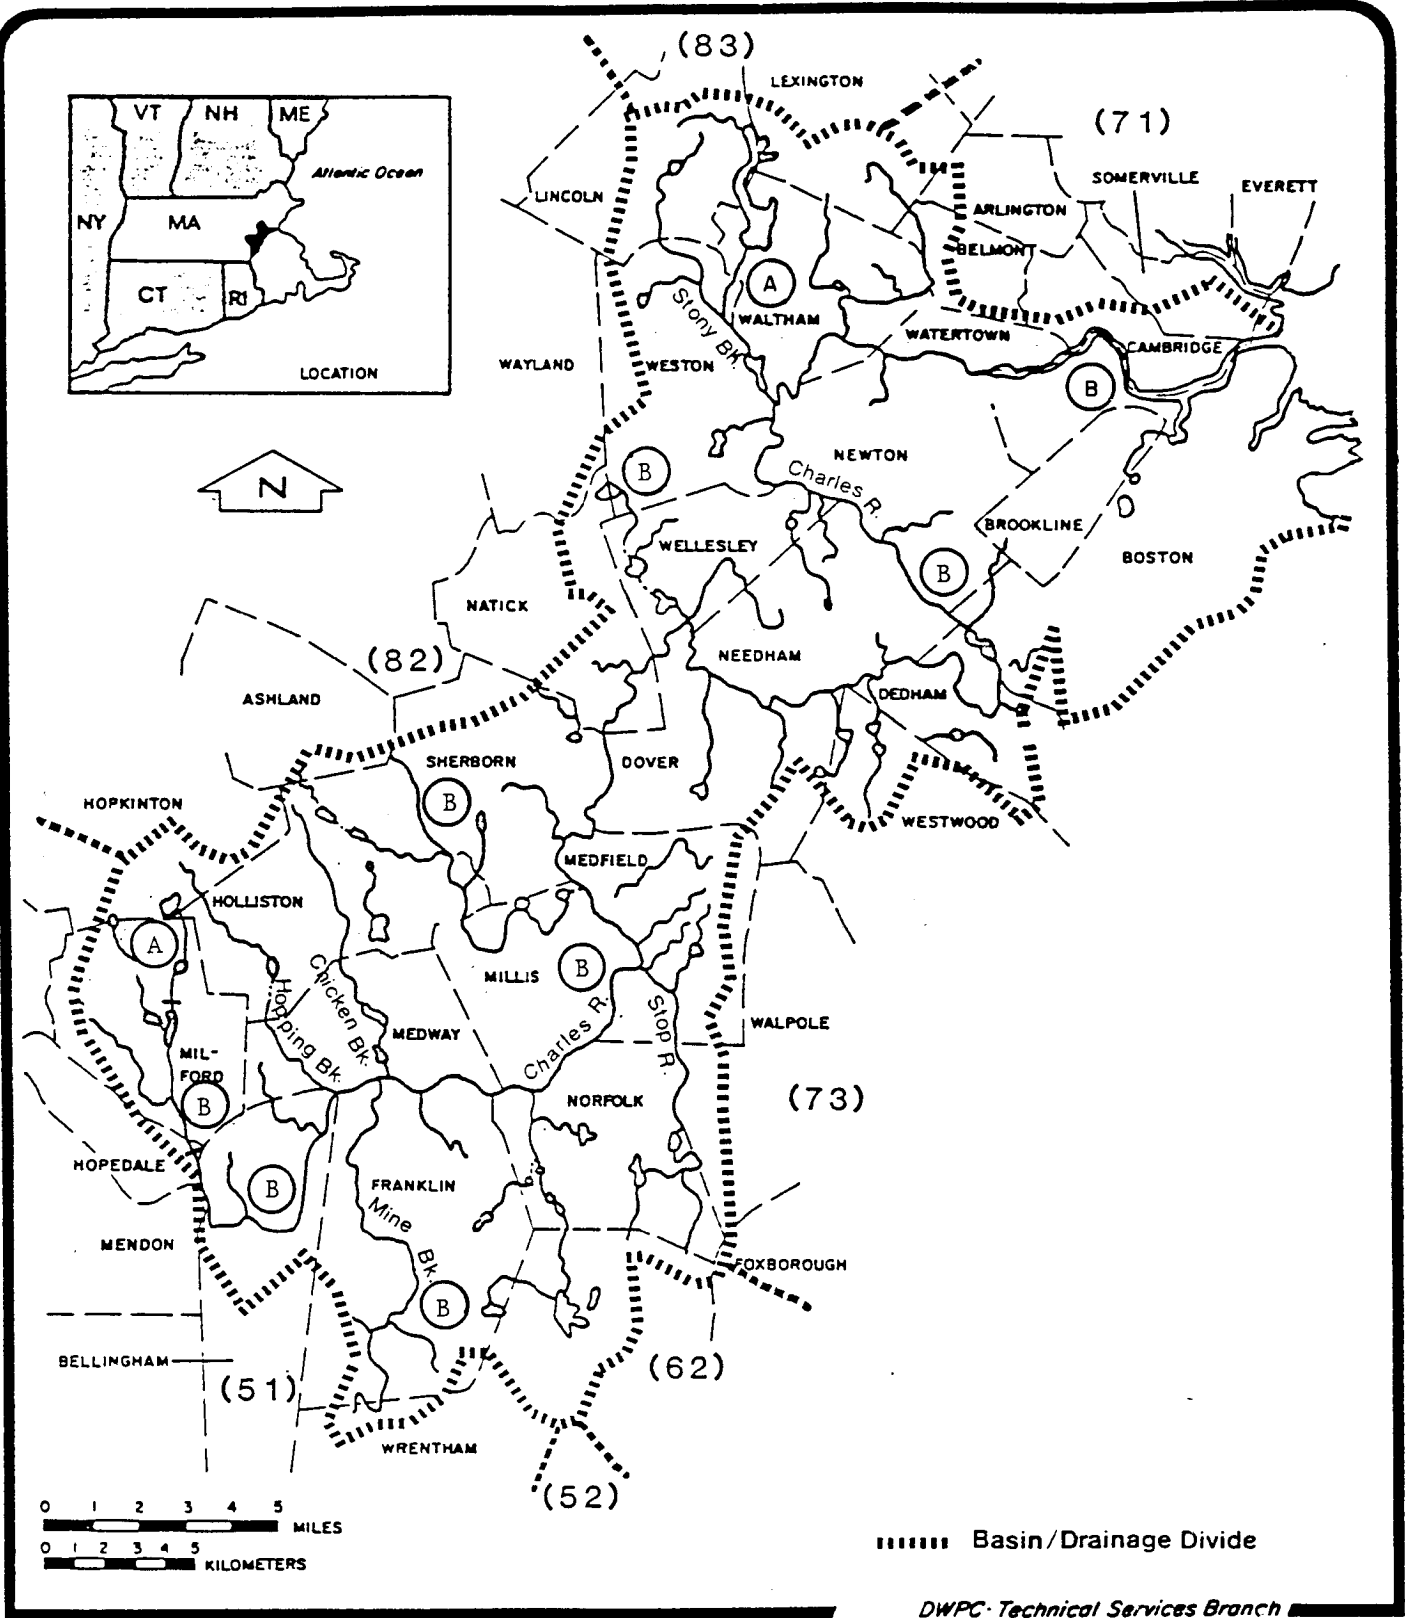 (83)
LEXINGTON
(71)
VT
NH
ME
Atlantic Ocean
NY
MA
CT
RI
LOCATION
LINCOLN
SOMERVILLE
EVERETT
ARLINGTON
BELMONT
A
Stony Bk.
WALTHAM
WATERTOWN
CAMBRIDGE
WAYLAND
WESTON
B
N
B
NEWTON
Charles R.
BROOKLINE
WELLESLEY
BOSTON
B
NATICK
(82)
NEEDHAM
ASHLAND
DEDHAM
SHERBORN
DOVER
HOPKINTON
B
WESTWOOD
MEDFIELD
HOLLISTON
A
MILLIS
B
Hopping Bk.
Chicken Bk.
MEDWAY
Charles R.
Stop R.
WALPOLE
MIL-
FORD
B
NORFOLK
(73)
HOPEDALE
B
FRANKLIN
Mine
Bk.
MENDON
FOXBOROUGH
B
BELLINGHAM
(51)
(62)
WRENTHAM
(52)
0 1 2 3 4 5
MILES
0 1 2 3 4 5
KILOMETERS
Basin/Drainage Divide
DWPC· Technical Services Branch